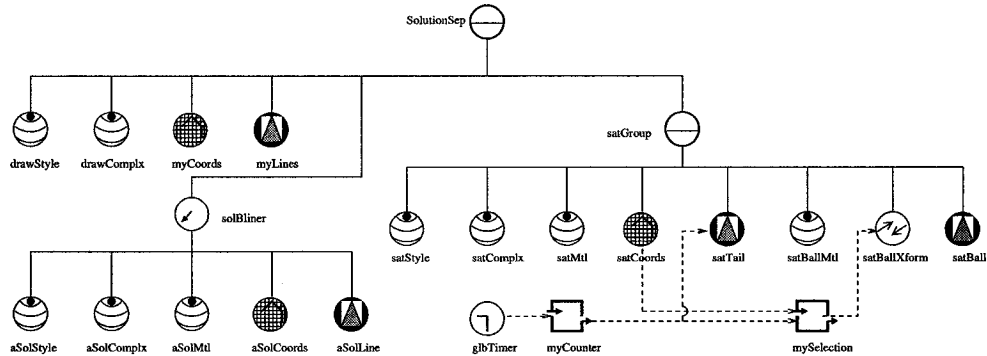 SolutionSep
satGroup
drawStyle drawComplx myCoords myLines
solBliner
satStyle satComplx satMtl satCoords satTail satBallMtl satBallXform satBall
aSolStyle aSolComplx aSolMtl aSolCoords aSolLine
glbTimer myCounter mySelection